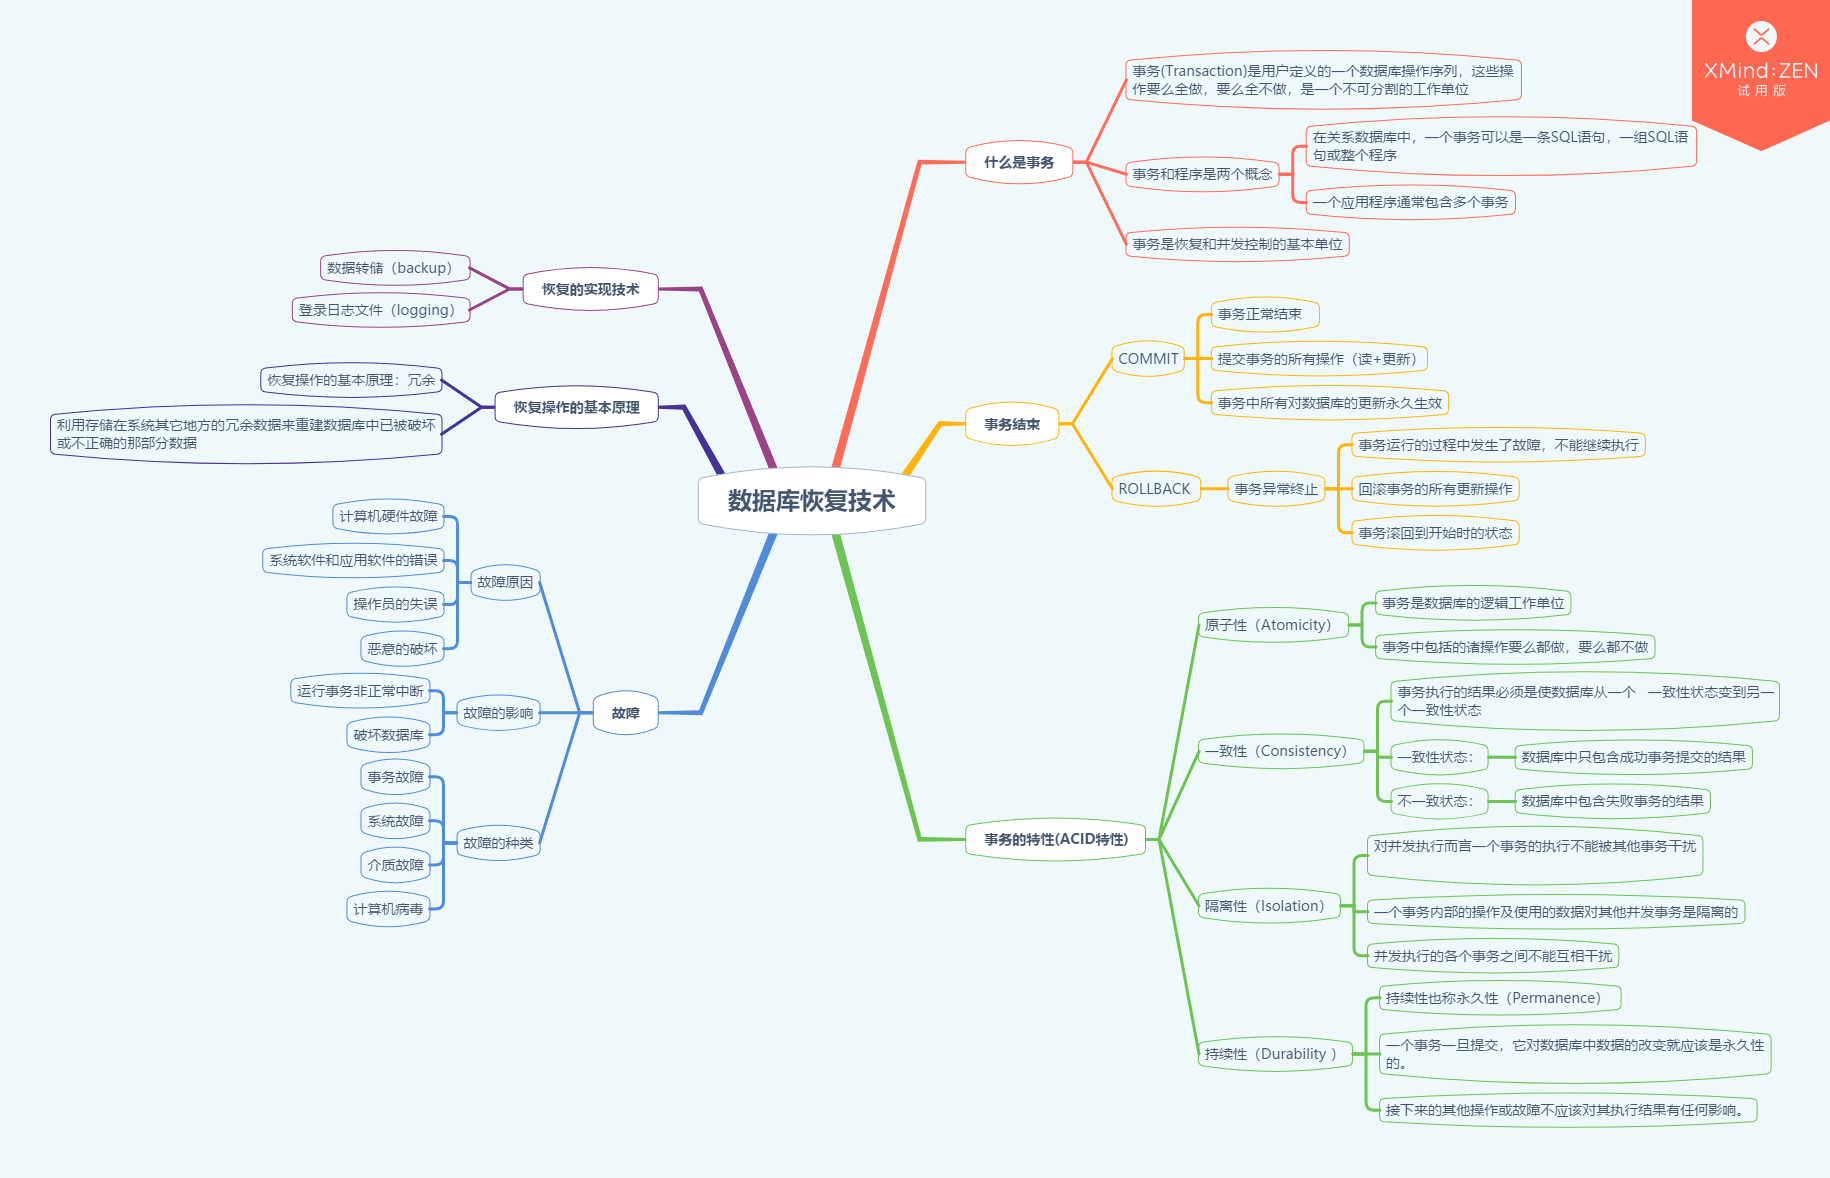 XMind:ZEN
试用版
数据库恢复技术
什么是事务
事务(Transaction)是用户定义的一个数据库操作序列，这些操
作要么全做，要么全不做，是一个不可分割的工作单位
事务和程序是两个概念
在关系数据库中，一个事务可以是一条SQL语句，一组SQL语
句或整个程序
一个应用程序通常包含多个事务
事务是恢复和并发控制的基本单位
事务结束
COMMIT
事务正常结束
提交事务的所有操作（读+更新）
事务中所有对数据库的更新永久生效
ROLLBACK
事务异常终止
事务运行的过程中发生了故障，不能继续执行
回滚事务的所有更新操作
事务滚回到开始时的状态
事务的特性(ACID特性)
原子性（Atomicity）
事务是数据库的逻辑工作单位
事务中包括的诸操作要么都做，要么都不做
一致性（Consistency）
事务执行的结果必须是使数据库从一个 一致性状态变到另一
个一致性状态
一致性状态：
数据库中只包含成功事务提交的结果
不一致状态：
数据库中包含失败事务的结果
隔离性（Isolation）
对并发执行而言一个事务的执行不能被其他事务干扰
一个事务内部的操作及使用的数据对其他并发事务是隔离的
并发执行的各个事务之间不能互相干扰
持续性（Durability ）
持续性也称永久性（Permanence）
一个事务一旦提交，它对数据库中数据的改变就应该是永久性
的。
接下来的其他操作或故障不应该对其执行结果有任何影响。
恢复的实现技术
数据转储（backup）
登录日志文件（logging）
恢复操作的基本原理
恢复操作的基本原理：冗余
利用存储在系统其它地方的冗余数据来重建数据库中已被破坏
或不正确的那部分数据
故障
故障原因
计算机硬件故障
系统软件和应用软件的错误
操作员的失误
恶意的破坏
故障的影响
运行事务非正常中断
破坏数据库
故障的种类
事务故障
系统故障
介质故障
计算机病毒